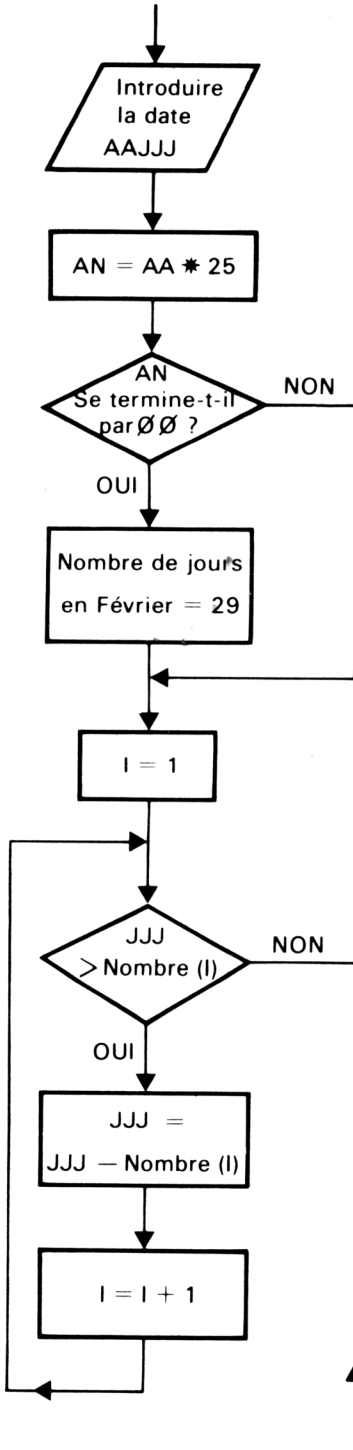 Introduire
la date
AAJJJ
AN = AA * 25
AN
Se termine-t-il
par ØØ ?
NON
OUI
Nombre de jours
en Février = 29
I = 1
JJJ
> Nombre (I)
NON
OUI
JJJ =
JJJ — Nombre (I)
I = I + 1